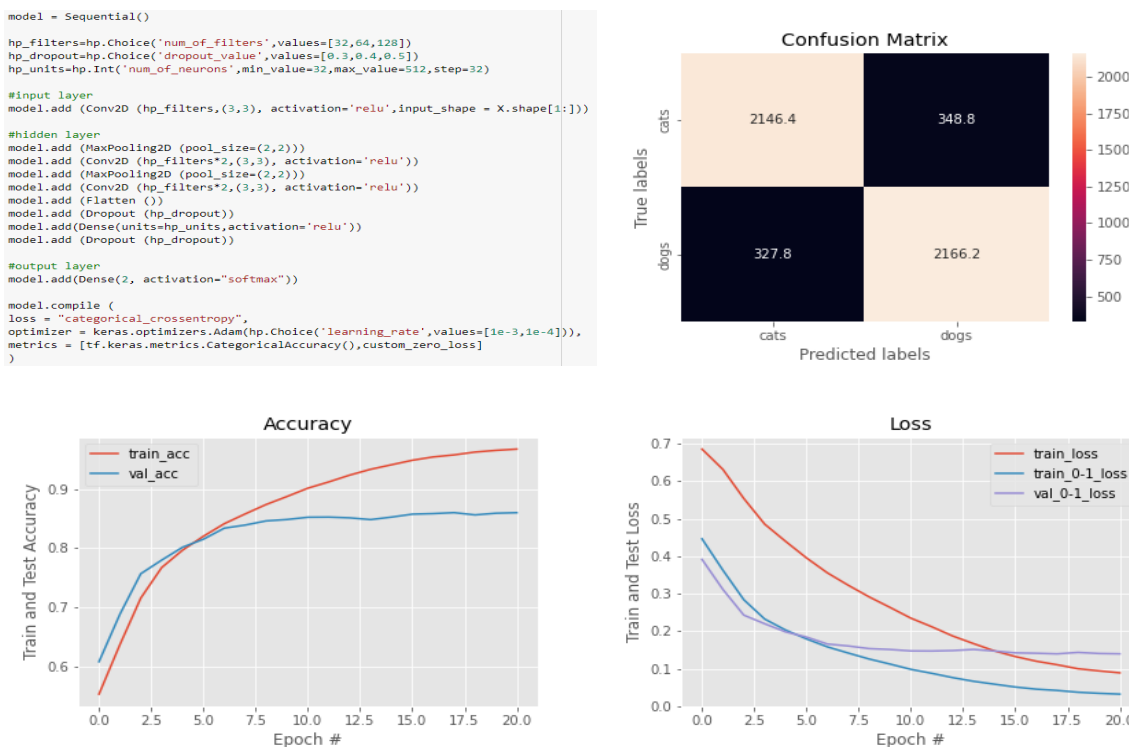 model = Sequential()
hp_filters=hp.Choice('num_of_filters',values=[32,64,128])
hp_dropout=hp.Choice('dropout_value',values=[0.3,0.4,0.5])
hp_units=hp.Int('num_of_neurons',min_value=32,max_value=512,step=32)
#input layer
model.add (Conv2D (hp_filters,(3,3), activation='relu',input_shape = X.shape[1:]))
#hidden layer
model.add (MaxPooling2D (pool_size=(2,2)))
model.add (Conv2D (hp_filters*2,(3,3), activation='relu'))
model.add (MaxPooling2D (pool_size=(2,2)))
model.add (Conv2D (hp_filters*2,(3,3), activation='relu'))
model.add (Flatten ())
model.add (Dropout (hp_dropout))
model.add(Dense(units=hp_units,activation='relu'))
model.add (Dropout (hp_dropout))
#output layer
model.add(Dense(2, activation="softmax"))
model.compile (
loss = "categorical_crossentropy",
optimizer = keras.optimizers.Adam(hp.Choice('learning_rate',values=[1e-3,1e-4])),
metrics = [tf.keras.metrics.CategoricalAccuracy(),custom_zero_loss]
)
Confusion Matrix
True labels
cats
dogs
2146.4 348.8
327.8 2166.2
cats dogs
Predicted labels
2000
1750
1500
1250
1000
750
500
Accuracy
train_acc
val_acc
Train and Test Accuracy
0.9
0.8
0.7
0.6
0.0 2.5 5.0 7.5 10.0 12.5 15.0 17.5 20.0
Epoch #
Loss
train_loss
train_0-1_loss
val_0-1_loss
Train and Test Loss
0.7
0.6
0.5
0.4
0.3
0.2
0.1
0.0
0.0 2.5 5.0 7.5 10.0 12.5 15.0 17.5 20.0
Epoch #